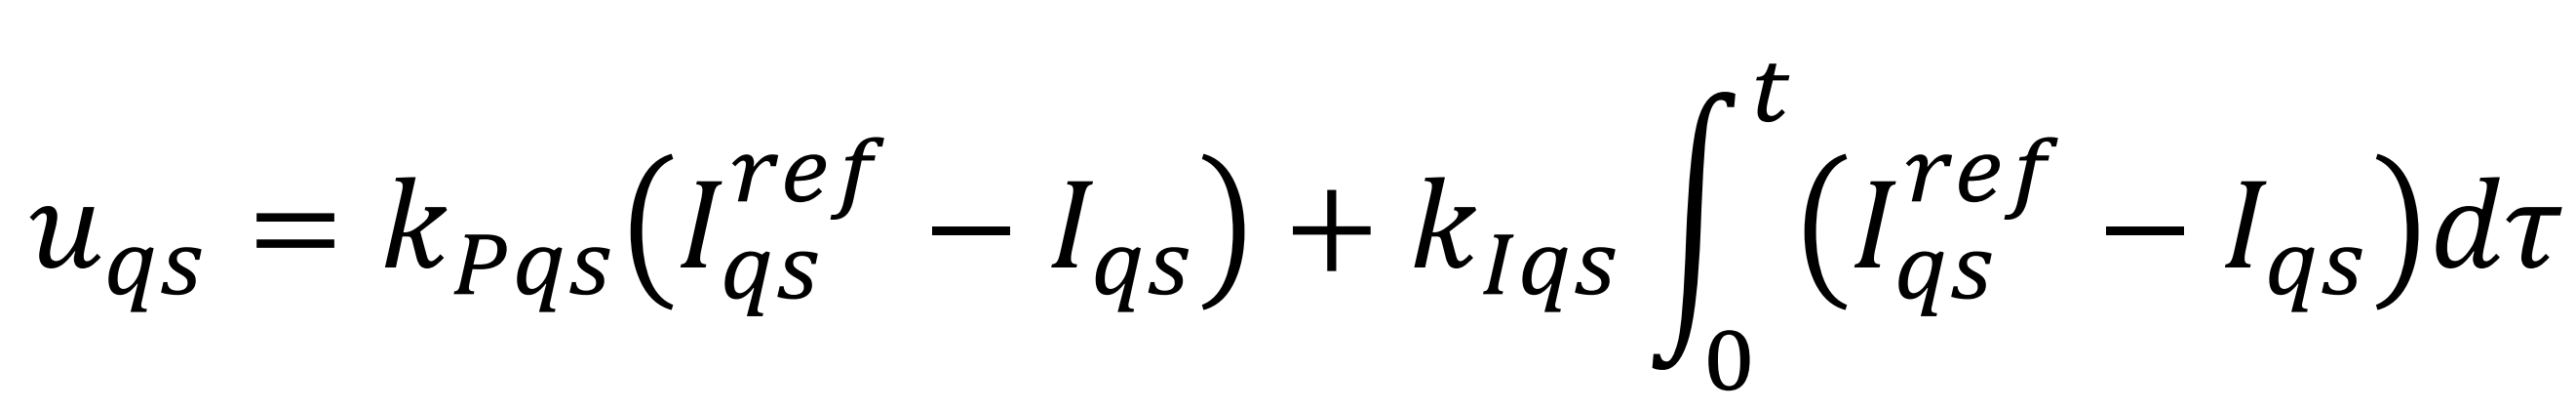 u_{qs} = k_{Pqs}(I_{qs}^{ref} − I_{qs}) + k_{Iqs} ∫_0^t (I_{qs}^{ref} − I_{qs})dτ